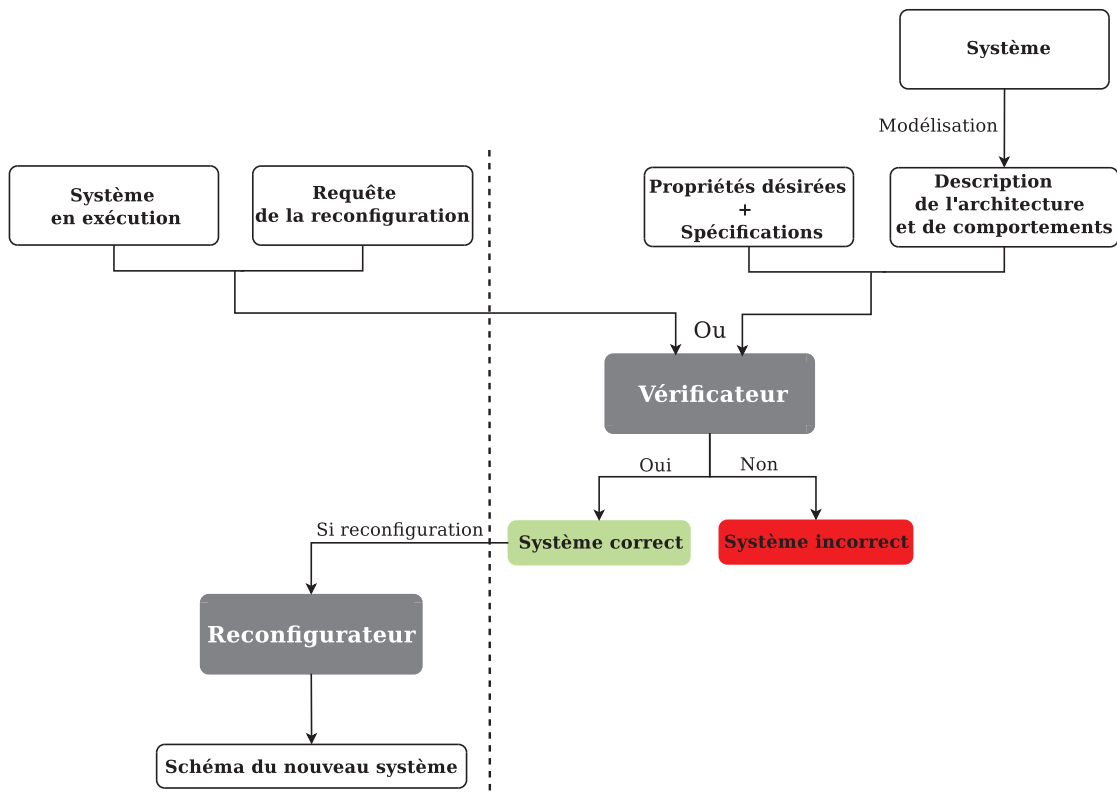 Système
Modélisation
Système
en exécution
Requête
de la reconfiguration
Propriétés désirées
+
Spécifications
Description
de l'architecture
et de comportements
Ou
Vérificateur
Oui
Non
Si reconfiguration
Système correct
Système incorrect
Reconfigurateur
Schéma du nouveau système